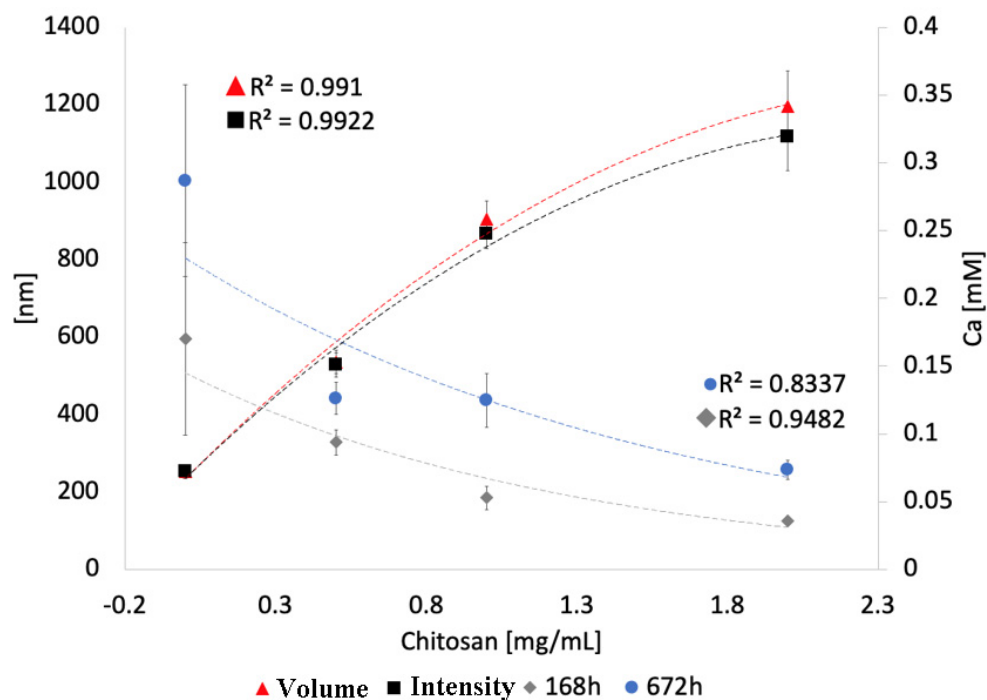 1400
1200
1000
800
600
400
200
0
[nm]
0.4
0.35
0.3
0.25
0.2
0.15
0.1
0.05
0
Ca [mM]
R² = 0.991
R² = 0.9922
R² = 0.8337
R² = 0.9482
-0.2 0.3 0.8 1.3 1.8 2.3
Chitosan [mg/mL]
Volume Intensity 168h 672h